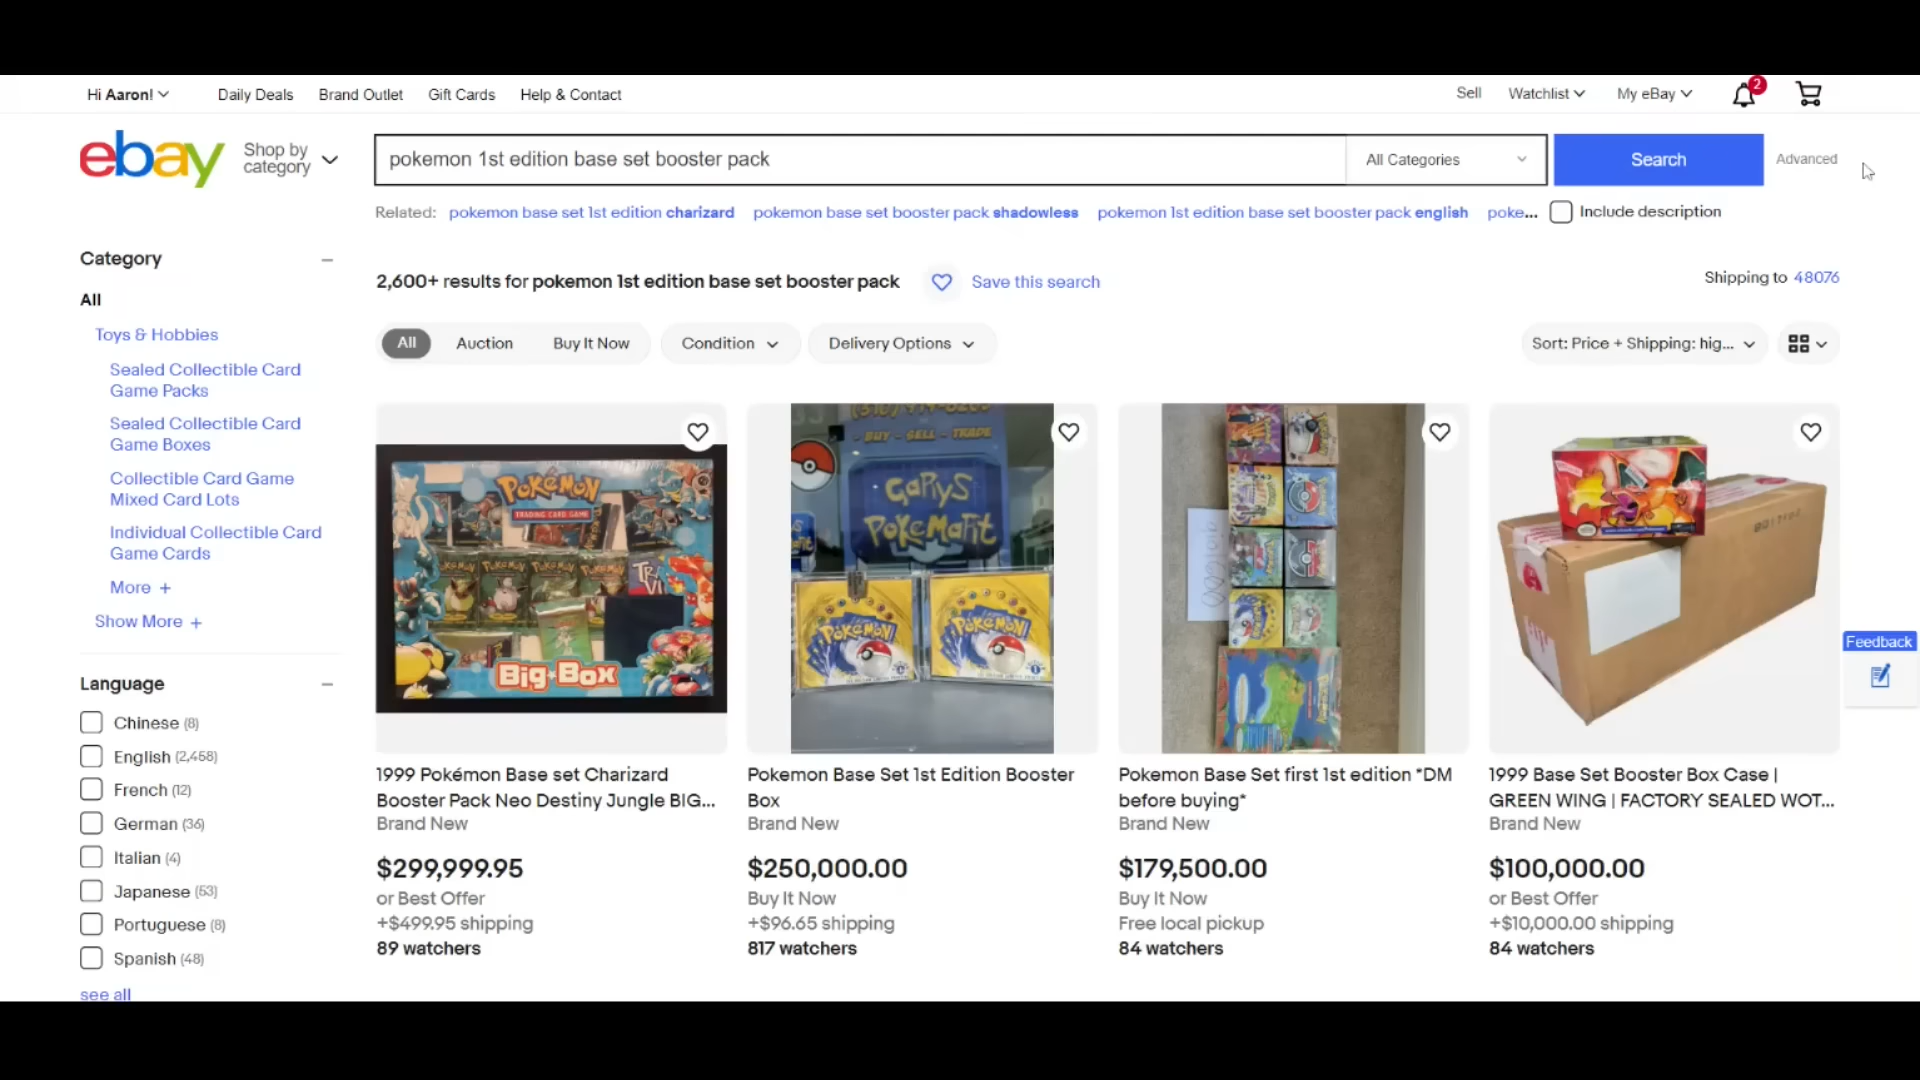 Hi Aaron!
Daily Deals
Brand Outlet
Gift Cards
Help & Contact
Sell
Watchlist
My eBay
2
ebay
Shop by
category
pokemon 1st edition base set booster pack
All Categories
Search
Advanced
Related:
pokemon base set 1st edition charizard
pokemon base set booster pack shadowless
pokemon 1st edition base set booster pack english
poke...
Include description
Category
All
Toys & Hobbies
Sealed Collectible Card
Game Packs
Sealed Collectible Card
Game Boxes
Collectible Card Game
Mixed Card Lots
Individual Collectible Card
Game Cards
More +
Show More +
Language
Chinese (8)
English (2,458)
French (12)
German (36)
Italian (4)
Japanese (53)
Portuguese (8)
Spanish (48)
see all
2,600+ results for pokemon 1st edition base set booster pack
Save this search
Shipping to 48076
All
Auction
Buy It Now
Condition
Delivery Options
Sort: Price + Shipping: hig...
POKéMON
TRADING CARD GAME
Big Box
- BUY - SELL - TRADE
POKéMON
POKéMON
1999 Pokémon Base set Charizard
Booster Pack Neo Destiny Jungle BIG...
Brand New
$299,999.95
or Best Offer
+$499.95 shipping
89 watchers
Pokemon Base Set 1st Edition Booster
Box
Brand New
$250,000.00
Buy It Now
+$96.65 shipping
817 watchers
Pokemon Base Set first 1st edition *DM
before buying*
Brand New
$179,500.00
Buy It Now
Free local pickup
84 watchers
1999 Base Set Booster Box Case |
GREEN WING | FACTORY SEALED WOT...
Brand New
$100,000.00
or Best Offer
+$10,000.00 shipping
84 watchers
Feedback